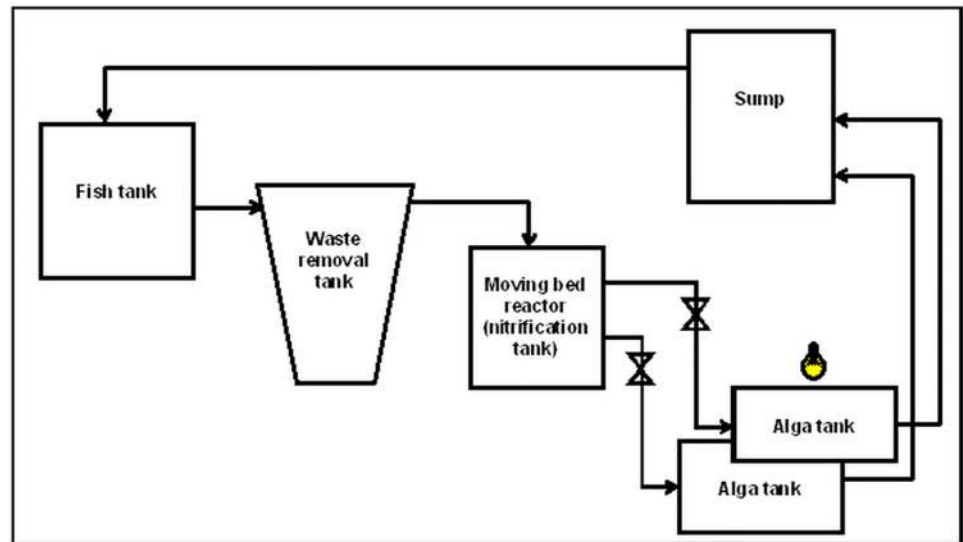 Sump
Fish tank
Waste
removal
tank
Moving bed
reactor
(nitrification
tank)
Alga tank
Alga tank